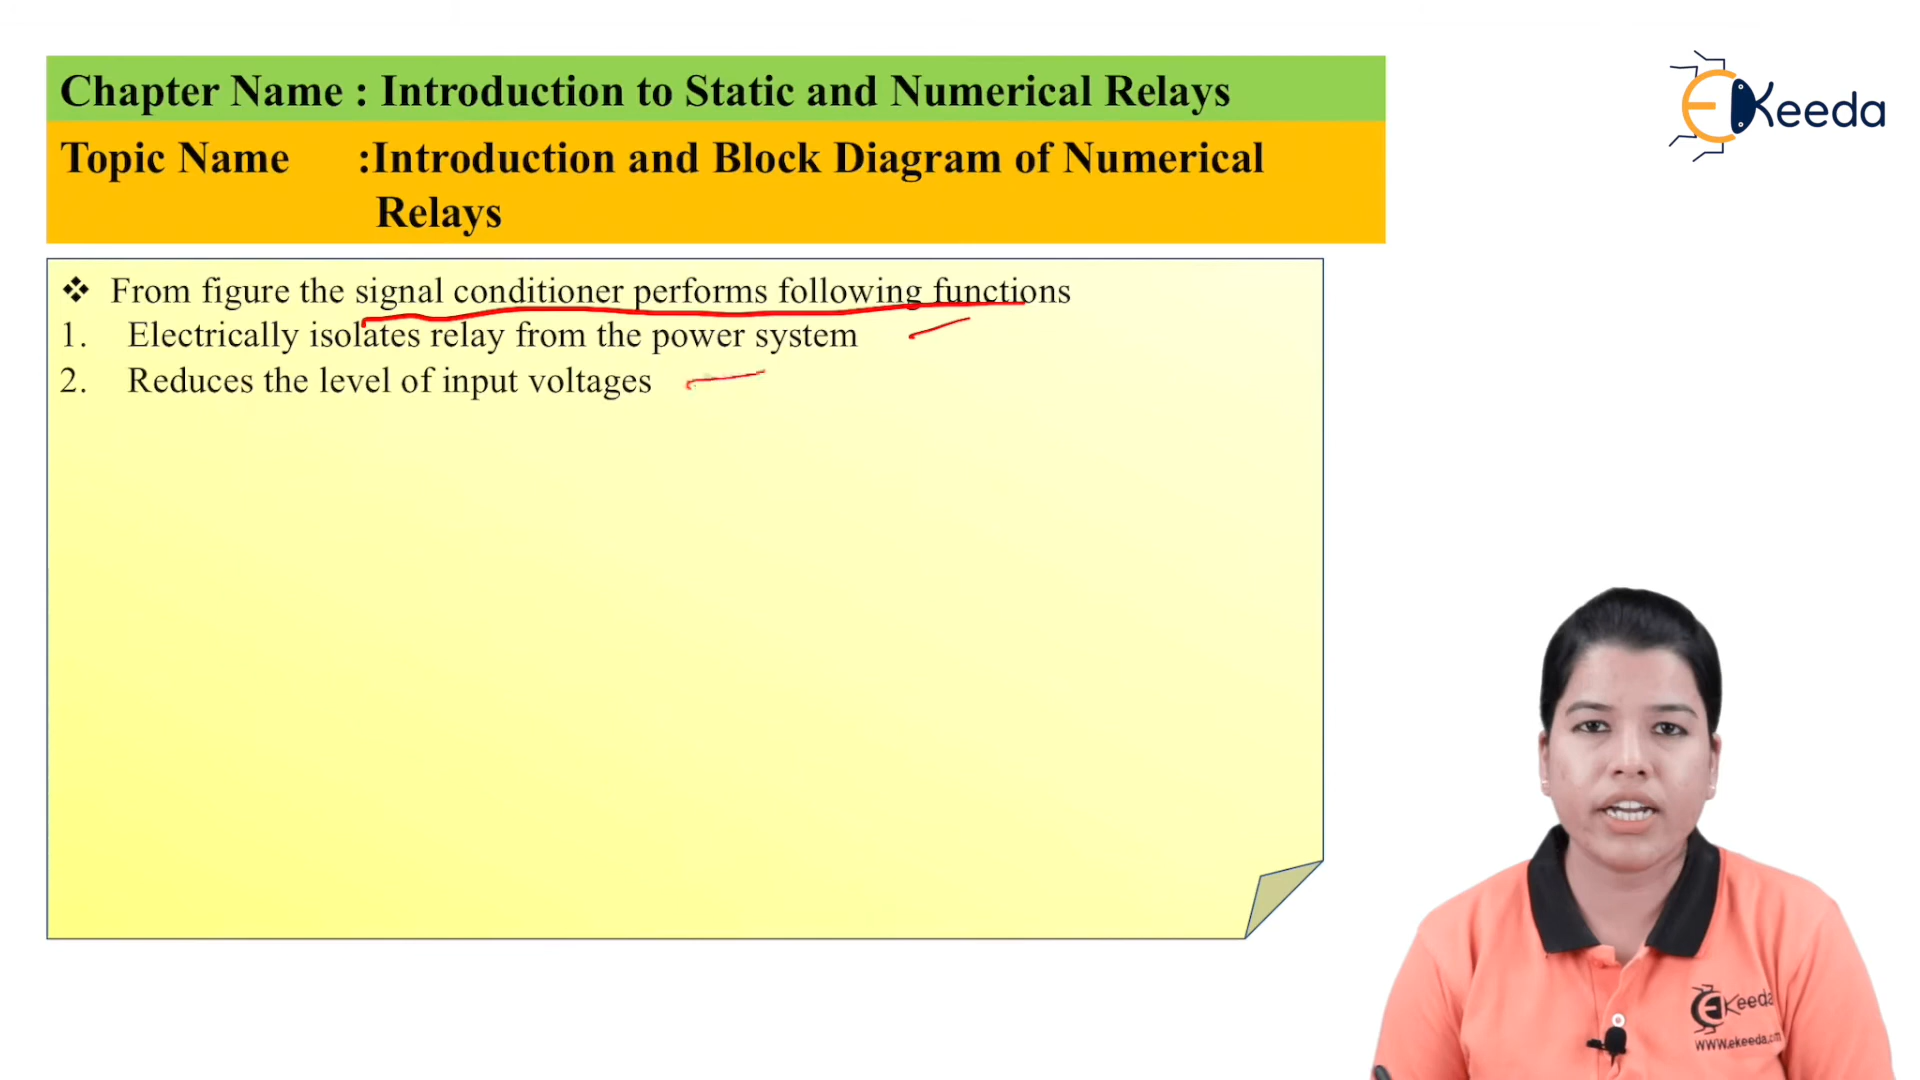 Chapter Name : Introduction to Static and Numerical Relays
Keeda
Topic Name :Introduction and Block Diagram of Numerical
Relays
❖ From figure the signal conditioner performs following functions
1. Electrically isolates relay from the power system
2. Reduces the level of input voltages
Keeda
www.ekeeda.com